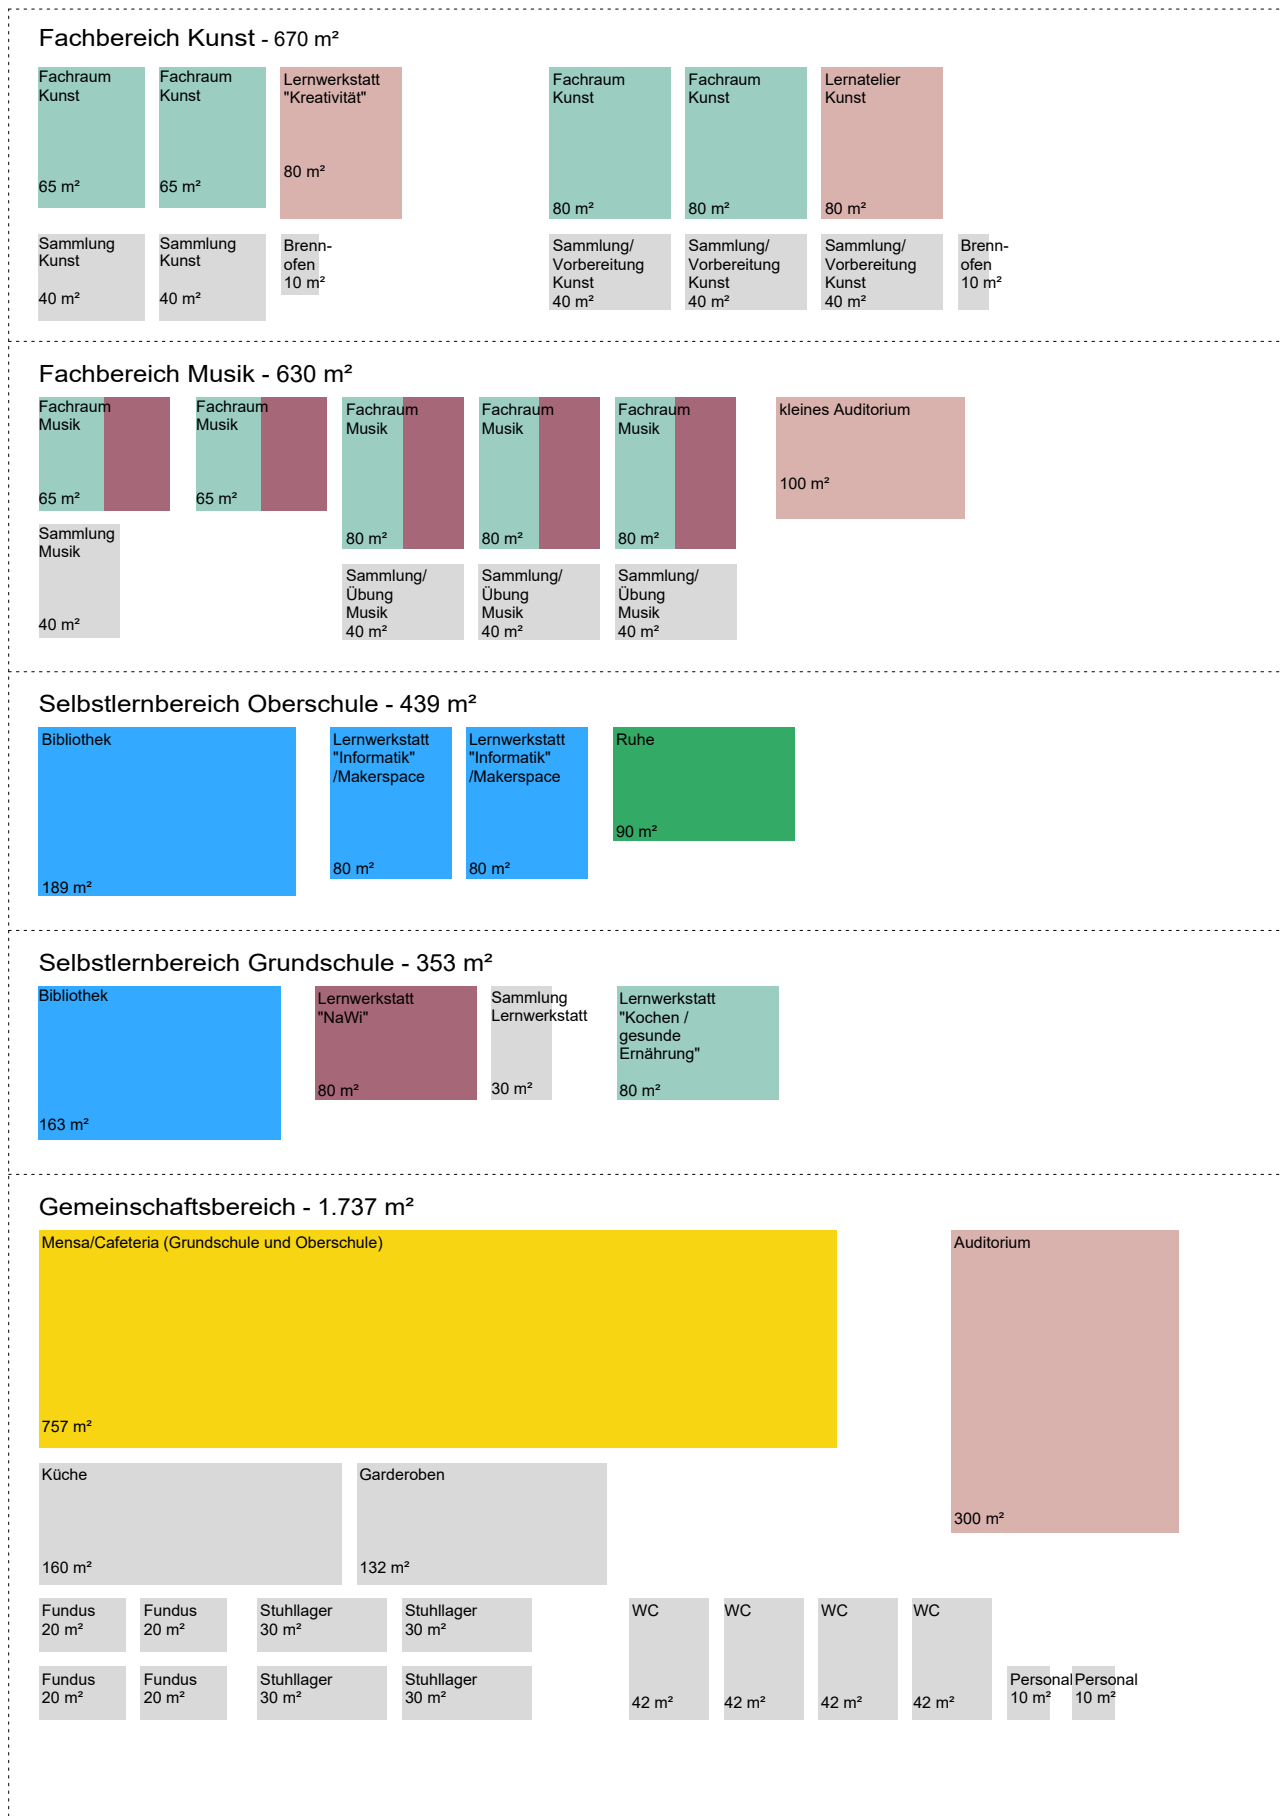 Fachbereich Kunst - 670 m²
Fachraum
Kunst
65 m²
Fachraum
Kunst
65 m²
Lernwerkstatt
"Kreativität"
80 m²
Fachraum
Kunst
80 m²
Fachraum
Kunst
80 m²
Lernatelier
Kunst
80 m²
Sammlung
Kunst
40 m²
Sammlung
Kunst
40 m²
Brenn-
ofen
10 m²
Sammlung/
Vorbereitung
Kunst
40 m²
Sammlung/
Vorbereitung
Kunst
40 m²
Sammlung/
Vorbereitung
Kunst
40 m²
Brenn-
ofen
10 m²
Fachbereich Musik - 630 m²
Fachraum
Musik
65 m²
Fachraum
Musik
65 m²
Fachraum
Musik
80 m²
Fachraum
Musik
80 m²
Fachraum
Musik
80 m²
kleines Auditorium
100 m²
Sammlung
Musik
40 m²
Sammlung/
Übung
Musik
40 m²
Sammlung/
Übung
Musik
40 m²
Sammlung/
Übung
Musik
40 m²
Selbstlernbereich Oberschule - 439 m²
Bibliothek
189 m²
Lernwerkstatt
"Informatik"
/Makerspace
80 m²
Lernwerkstatt
"Informatik"
/Makerspace
80 m²
Ruhe
90 m²
Selbstlernbereich Grundschule - 353 m²
Bibliothek
163 m²
Lernwerkstatt
"NaWi"
80 m²
Sammlung
Lernwerkstatt
30 m²
Lernwerkstatt
"Kochen /
gesunde
Ernährung"
80 m²
Gemeinschaftsbereich - 1.737 m²
Mensa/Cafeteria (Grundschule und Oberschule)
757 m²
Auditorium
300 m²
Küche
160 m²
Garderoben
132 m²
Fundus
20 m²
Fundus
20 m²
Stuhllager
30 m²
Stuhllager
30 m²
WC
42 m²
WC
42 m²
WC
42 m²
WC
42 m²
Fundus
20 m²
Fundus
20 m²
Stuhllager
30 m²
Stuhllager
30 m²
Personal
10 m²
Personal
10 m²